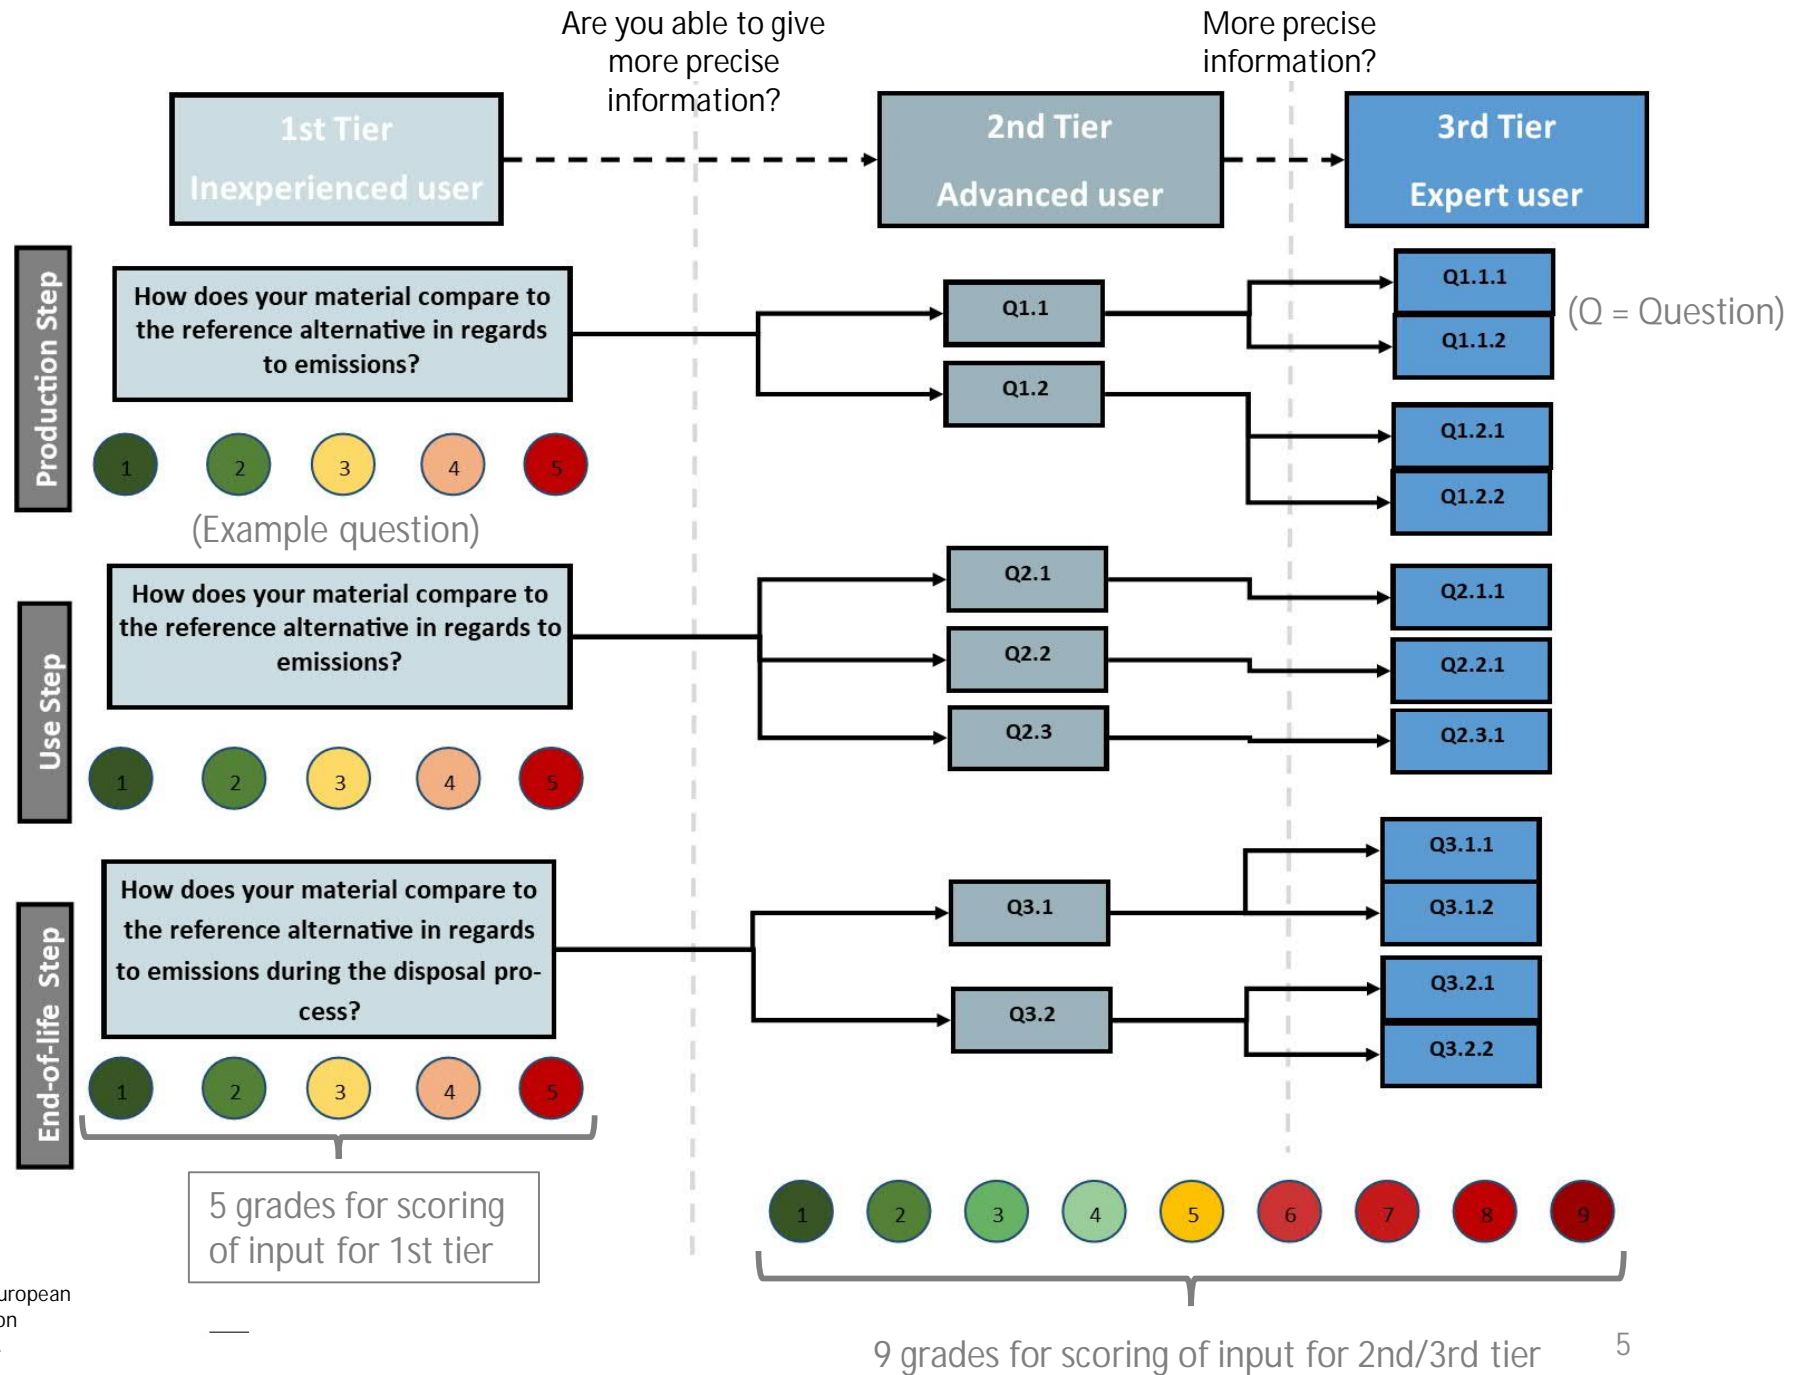 Are you able to give
more precise
information?
More precise
information?
1st Tier
Inexperienced user
2nd Tier
Advanced user
3rd Tier
Expert user
Production Step
How does your material compare to
the reference alternative in regards
to emissions?
1 2 3 4 5
(Example question)
Q1.1
Q1.2
Q1.1.1
Q1.1.2
(Q = Question)
Q1.2.1
Q1.2.2
Use Step
How does your material compare to
the reference alternative in regards to
emissions?
1 2 3 4 5
Q2.1
Q2.2
Q2.3
Q2.1.1
Q2.2.1
Q2.3.1
End-of-life Step
How does your material compare to
the reference alternative in regards
to emissions during the disposal pro-
cess?
1 2 3 4 5
Q3.1
Q3.2
Q3.1.1
Q3.1.2
Q3.2.1
Q3.2.2
5 grades for scoring
of input for 1st tier
1 2 3 4 5 6 7 8 9
9 grades for scoring of input for 2nd/3rd tier
uropean
on
5